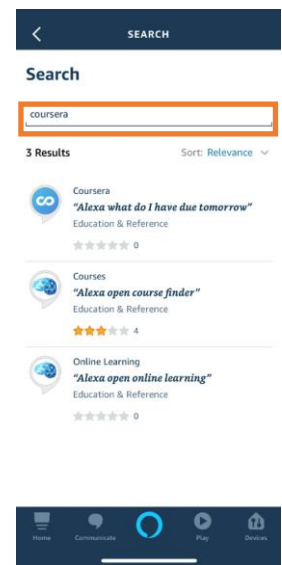 SEARCH
Search
coursera
3 Results Sort: Relevance
Coursera
"Alexa what do I have due tomorrow"
Education & Reference
0
Courses
"Alexa open course finder"
Education & Reference
4
Online Learning
"Alexa open online learning"
Education & Reference
0
Home Communicate Play Devices